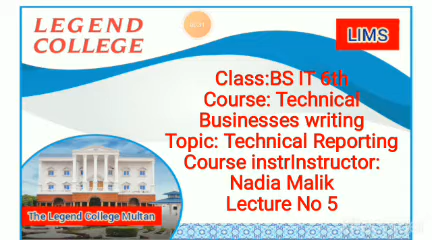 LEGEND
COLLEGE
LIMS
Class:BS IT 6th
Course: Technical
Businesses writing
Topic: Technical Reporting
Course instrInstructor:
Nadia Malik
Lecture No 5
The Legend College Multan